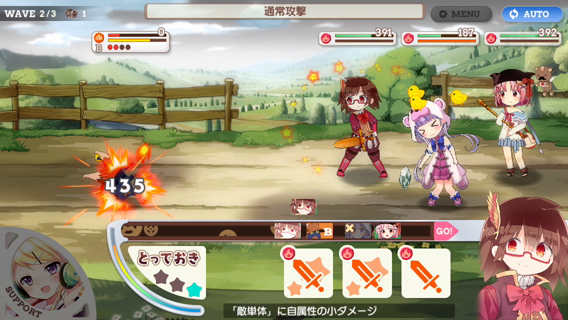 WAVE 2/3 1
通常攻撃
MENU
AUTO
B 0
391
187
392
435
B
GO!
とっておき
SUPPORT
「敵単体」に自属性の小ダメージ